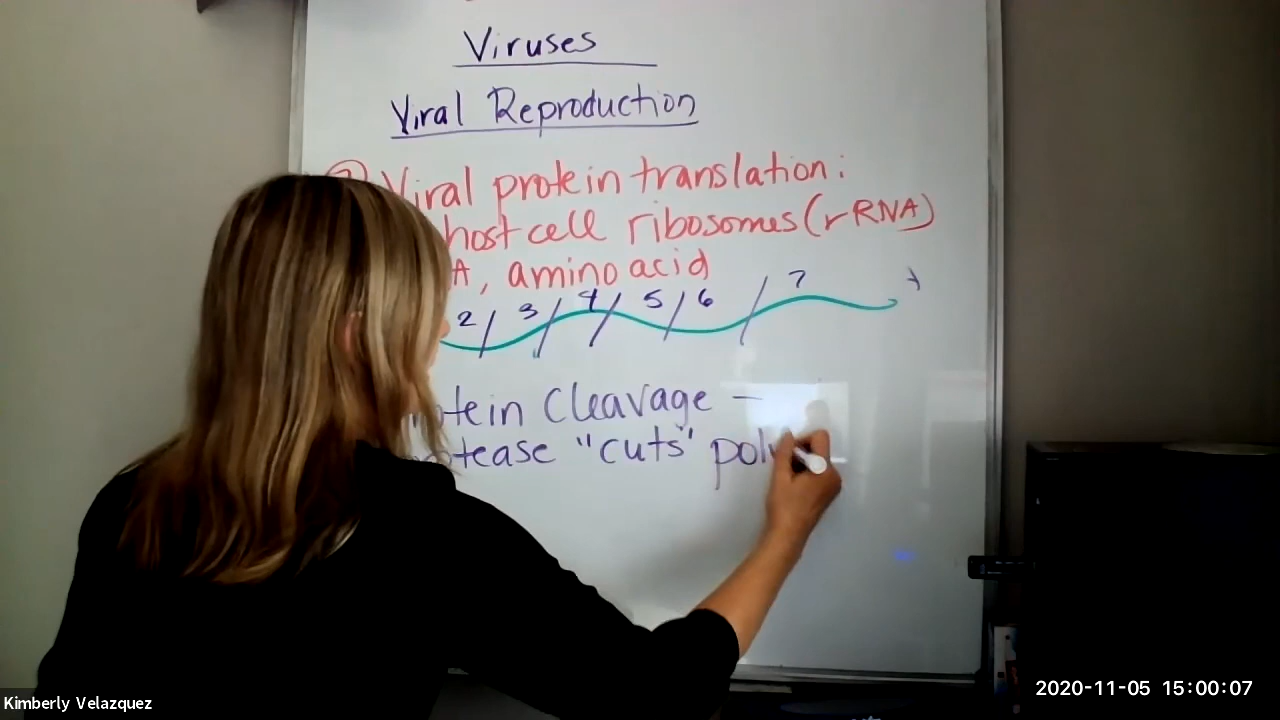 Viruses
Viral Reproduction
Viral protein translation:
host cell ribosomes (rRNA)
A, amino acid
2 3 4 5 6 7
tein Cleavage -
tease "cuts" pol
Kimberly Velazquez
2020-11-05 15:00:07